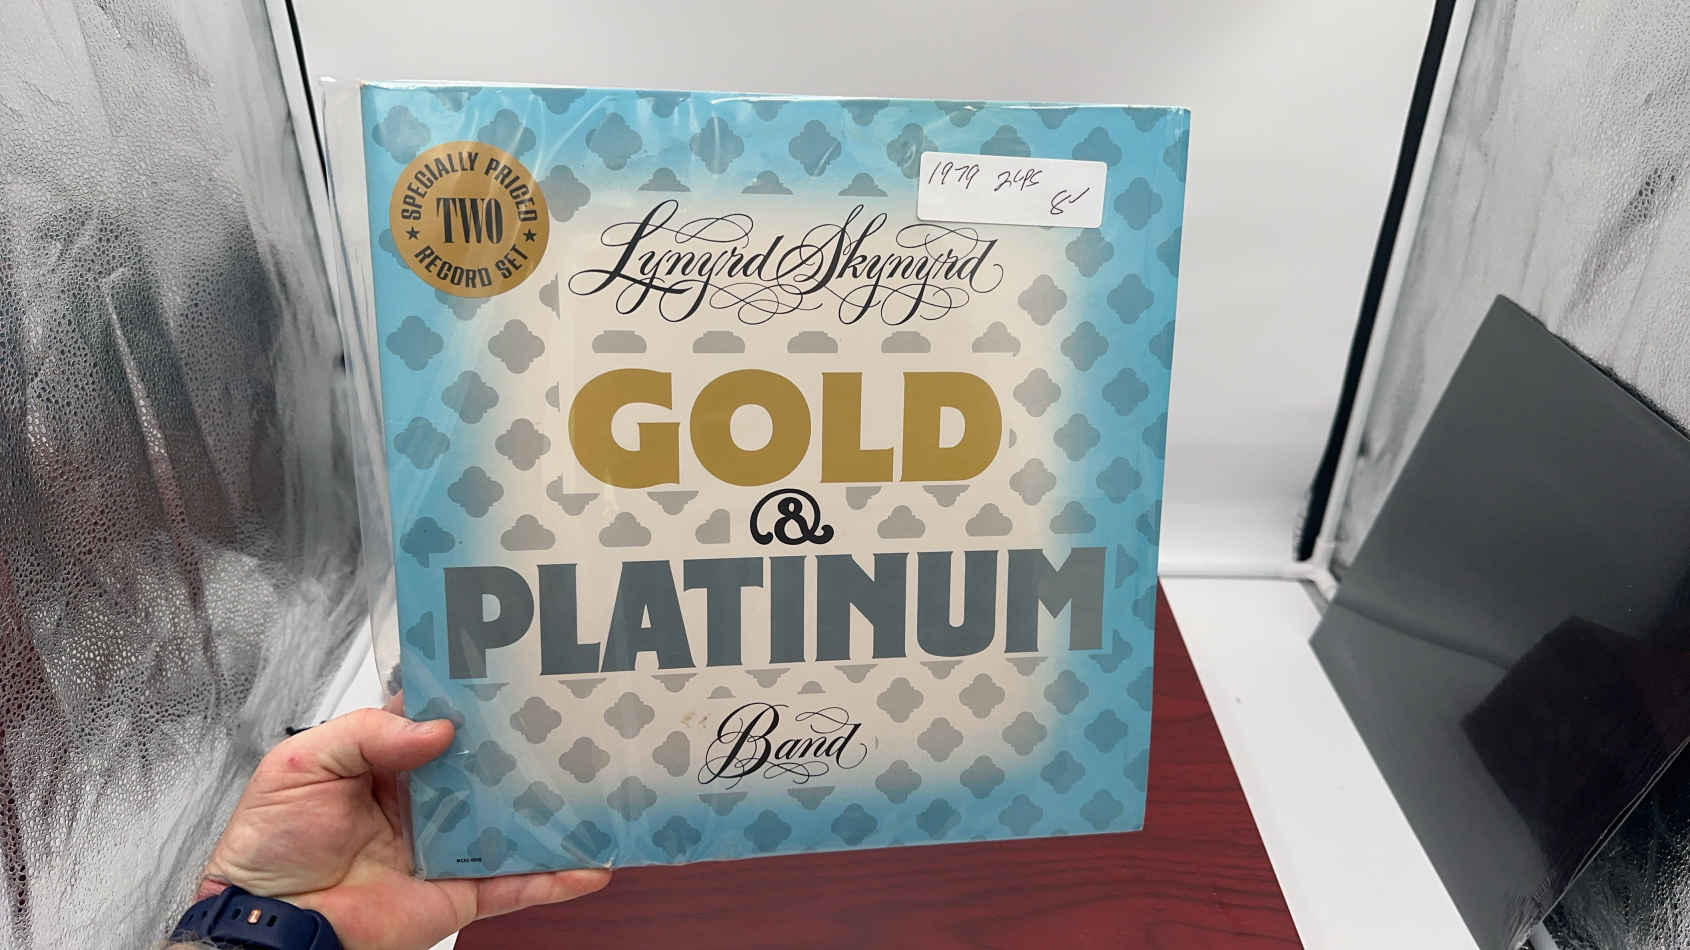 SPECIALLY PRICED
TWO
RECORD SET
1979 2LPS
8
Lynyrd Skynyrd
GOLD
&
PLATINUM
Band